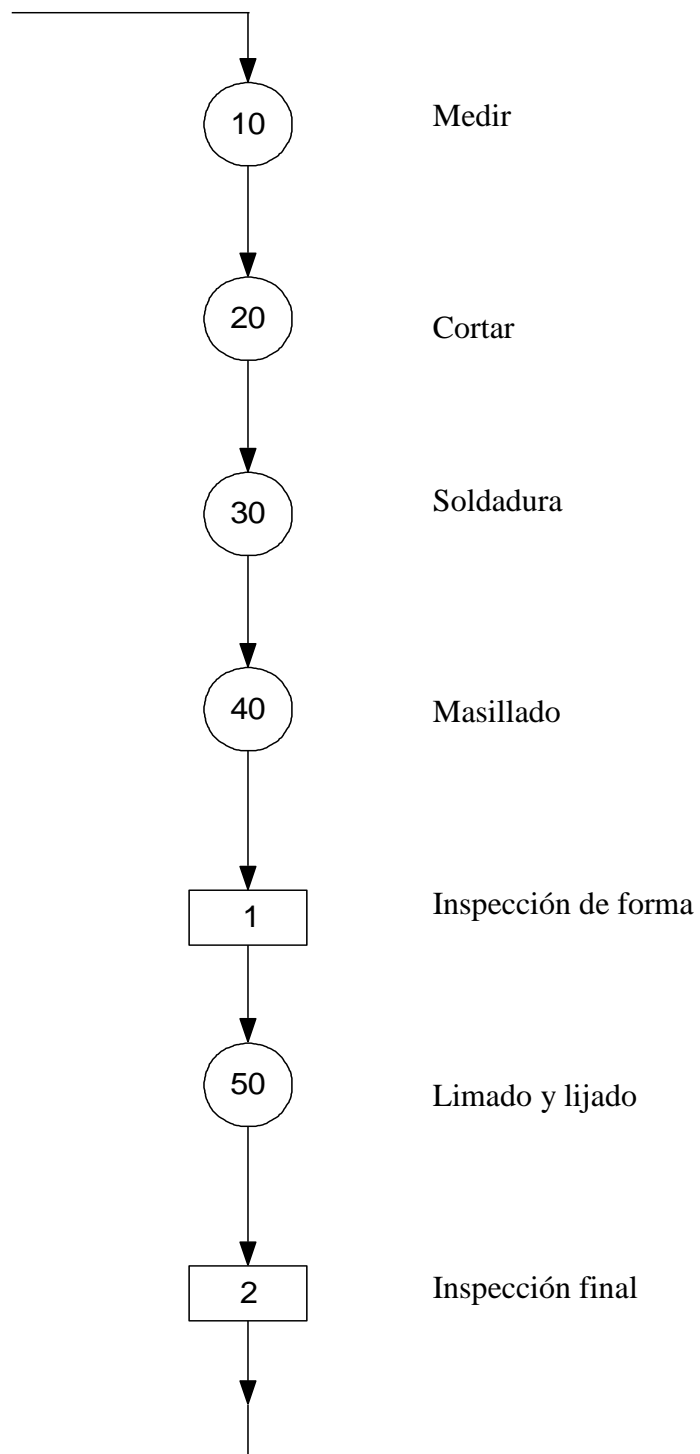 10 Medir
20 Cortar
30 Soldadura
40 Masillado
1 Inspección de forma
50 Limado y lijado
2 Inspección final